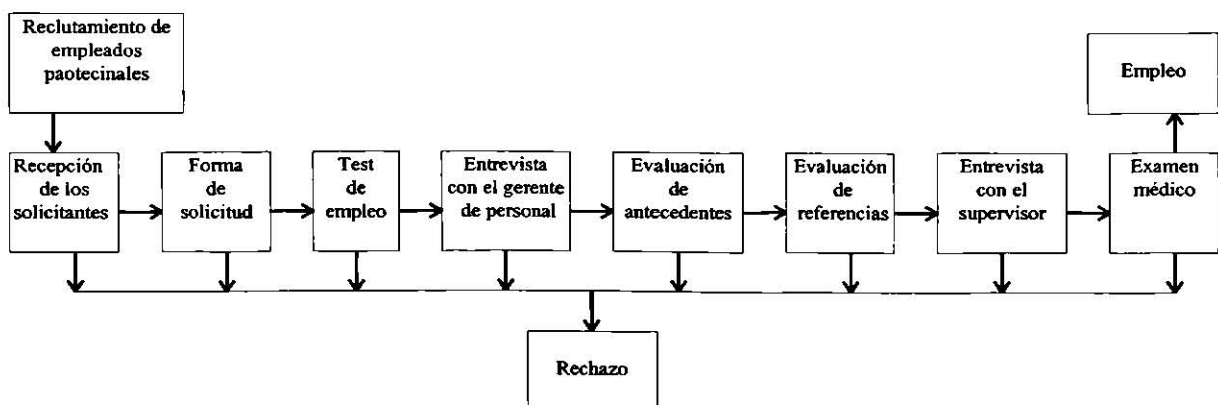 Reclutamiento de
empleados
paotecinales
Empleo
Recepción
de los
solicitantes
Forma
de
solicitud
Test
de
empleo
Entrevista
con el gerente
de personal
Evaluación
de
antecedentes
Evaluación
de
referencias
Entrevista
con el
supervisor
Examen
médico
Rechazo